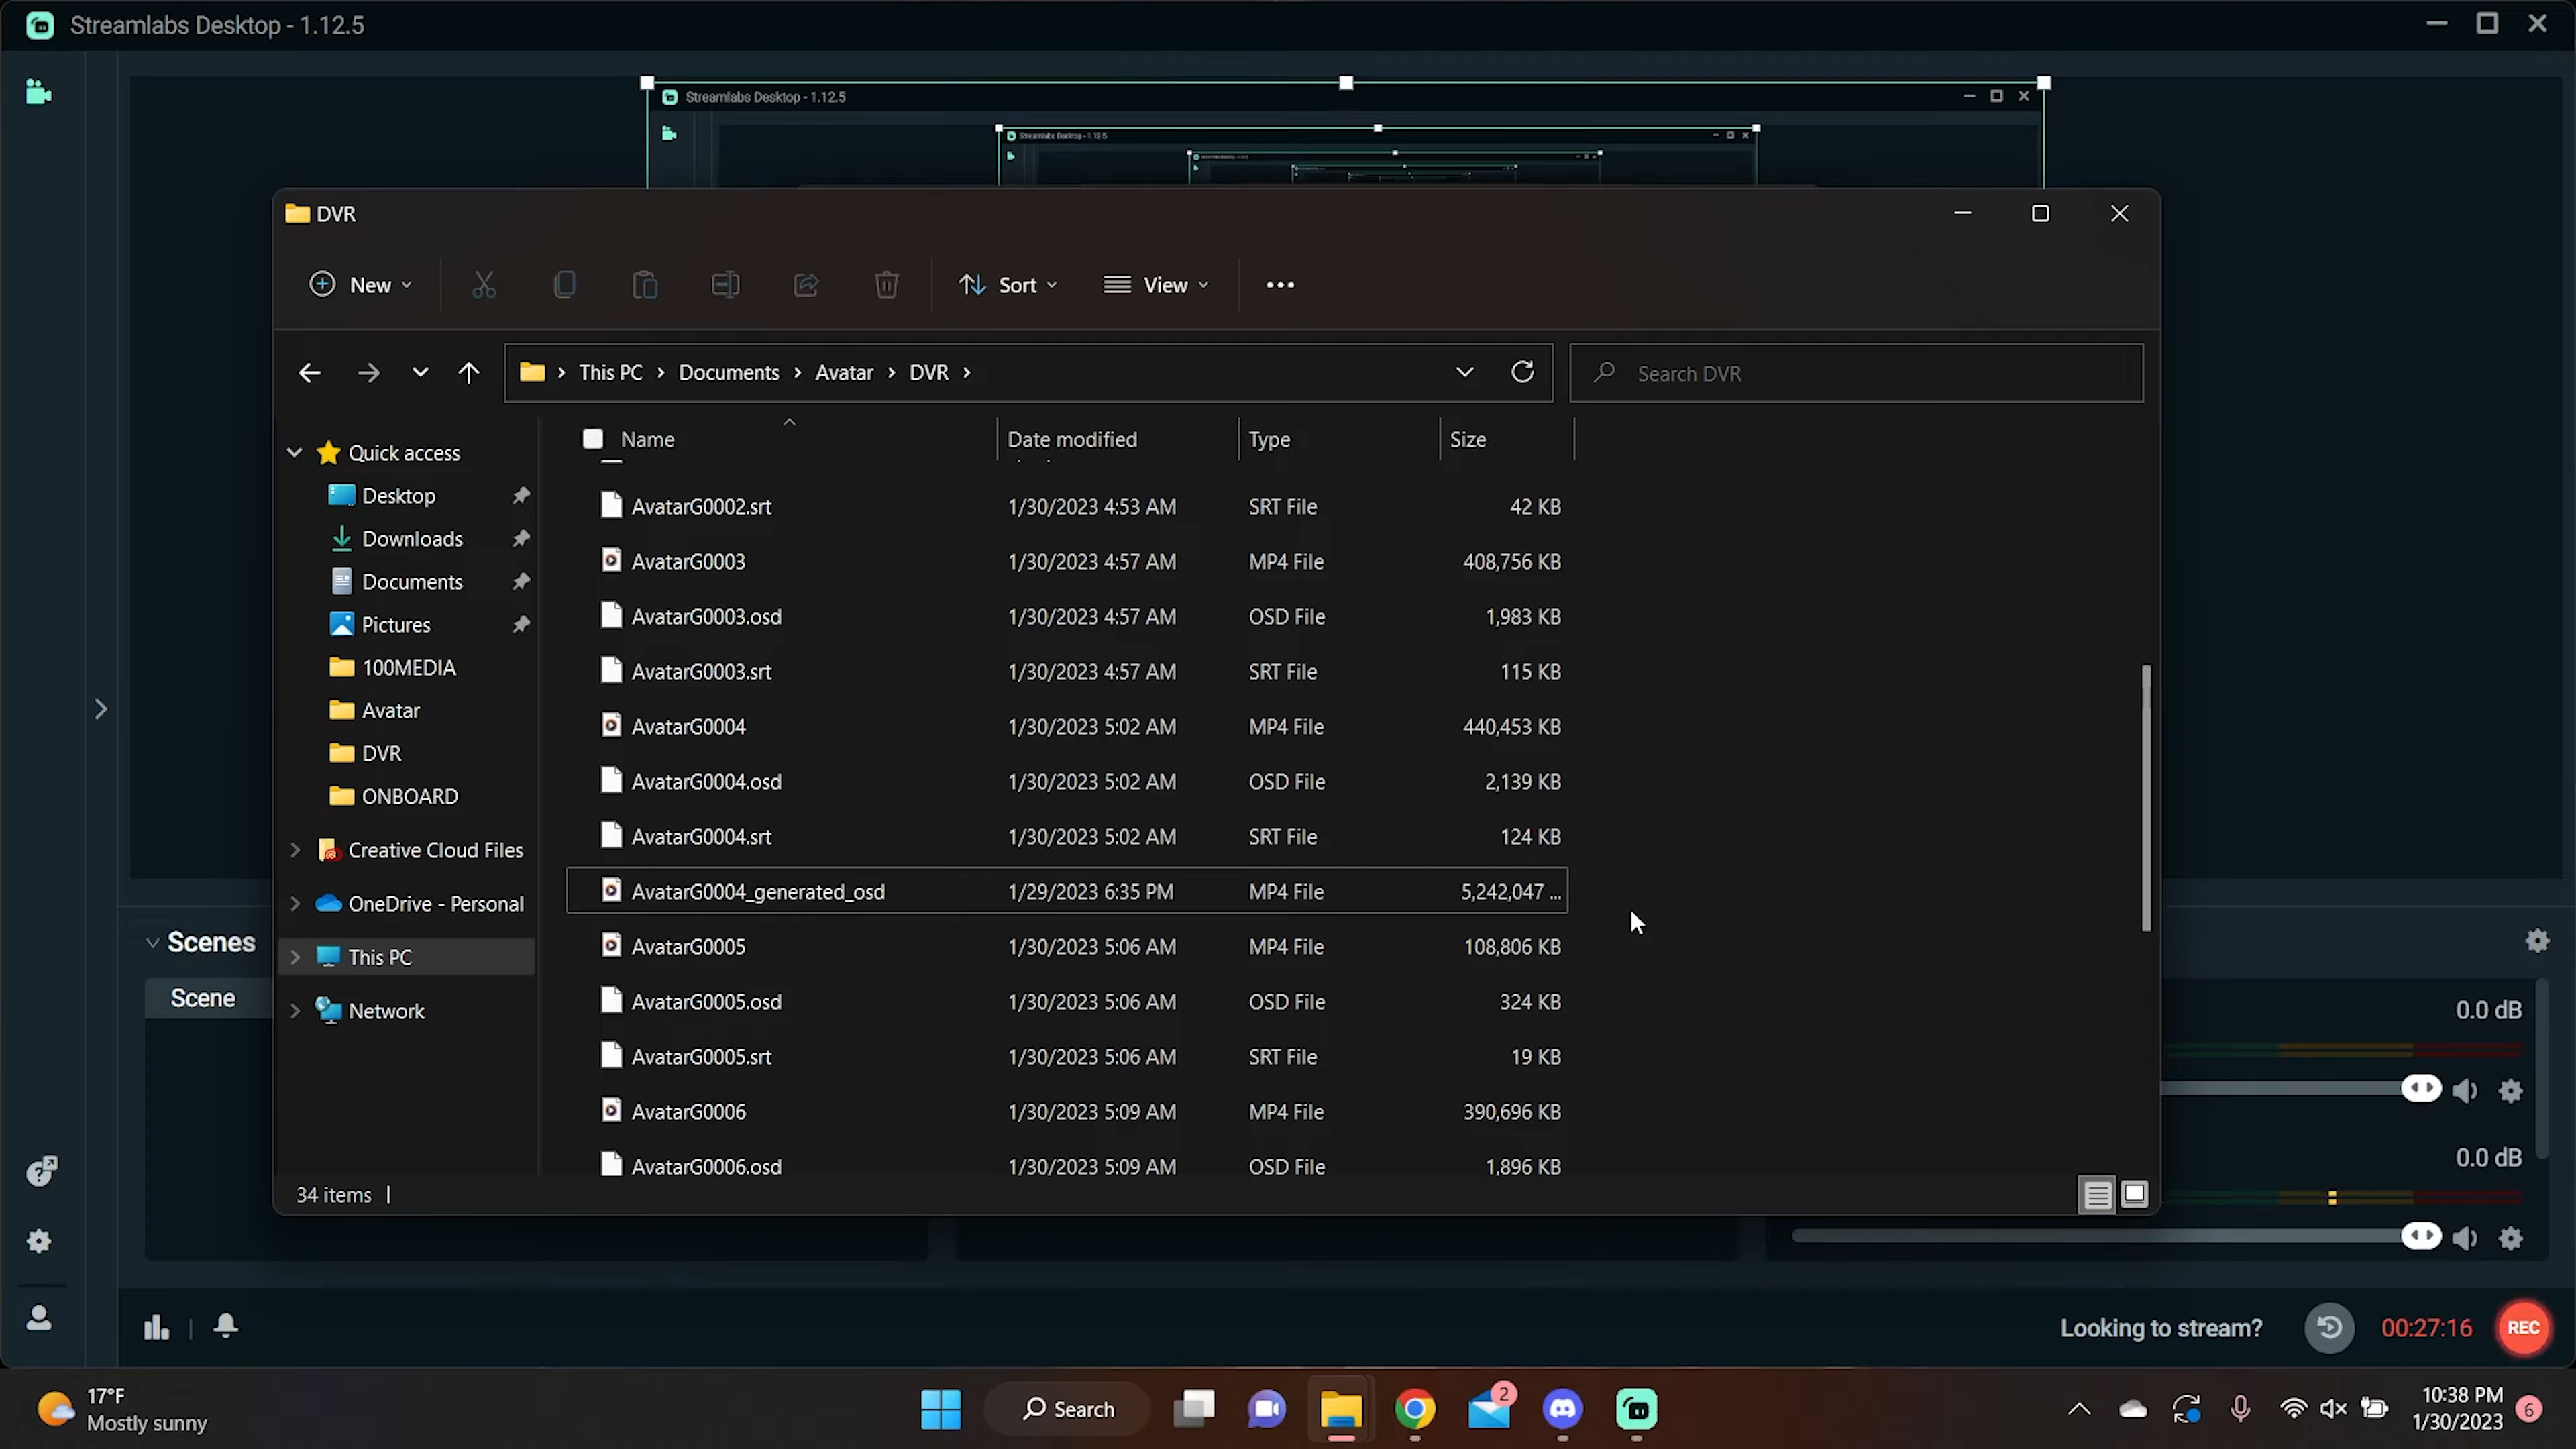 Streamlabs Desktop - 1.12.5
Streamlabs Desktop - 1.12.5
Streamlabs Desktop - 1.12.5
DVR
New
Sort
View
This PC > Documents > Avatar > DVR >
Search DVR
Name Date modified Type Size
AvatarG0002.srt 1/30/2023 4:53 AM SRT File 42 KB
AvatarG0003 1/30/2023 4:57 AM MP4 File 408,756 KB
AvatarG0003.osd 1/30/2023 4:57 AM OSD File 1,983 KB
AvatarG0003.srt 1/30/2023 4:57 AM SRT File 115 KB
AvatarG0004 1/30/2023 5:02 AM MP4 File 440,453 KB
AvatarG0004.osd 1/30/2023 5:02 AM OSD File 2,139 KB
AvatarG0004.srt 1/30/2023 5:02 AM SRT File 124 KB
AvatarG0004_generated_osd 1/29/2023 6:35 PM MP4 File 5,242,047 ...
AvatarG0005 1/30/2023 5:06 AM MP4 File 108,806 KB
AvatarG0005.osd 1/30/2023 5:06 AM OSD File 324 KB
AvatarG0005.srt 1/30/2023 5:06 AM SRT File 19 KB
AvatarG0006 1/30/2023 5:09 AM MP4 File 390,696 KB
AvatarG0006.osd 1/30/2023 5:09 AM OSD File 1,896 KB
Quick access
Desktop
Downloads
Documents
Pictures
100MEDIA
Avatar
DVR
ONBOARD
Creative Cloud Files
OneDrive - Personal
This PC
Network
34 items
Scenes
Scene
0.0 dB
0.0 dB
Looking to stream?
00:27:16
REC
17°F
Mostly sunny
Search
2
10:38 PM
1/30/2023
6